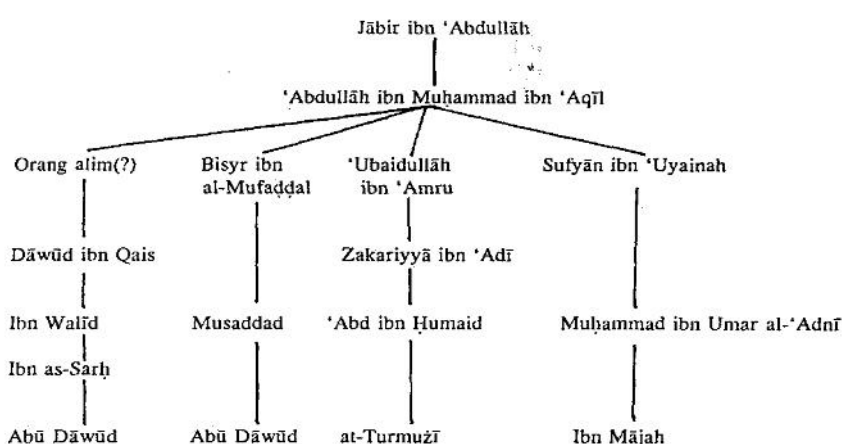 Jābir ibn ‘Abdullāh
‘Abdullāh ibn Muḥammad ibn ‘Aqīl
Orang alim(?)
Bisyr ibn
al-Mufaḍḍal
‘Ubaidullāh
ibn ‘Amru
Sufyān ibn ‘Uyainah
Dāwūd ibn Qais
Zakariyyā ibn ‘Adī
Ibn Walīd
Musaddad
‘Abd ibn Ḥumaid
Muḥammad ibn Umar al-‘Adnī
Ibn as-Sarḥ
Abū Dāwūd
Abū Dāwūd
at-Turmużī
Ibn Mājah